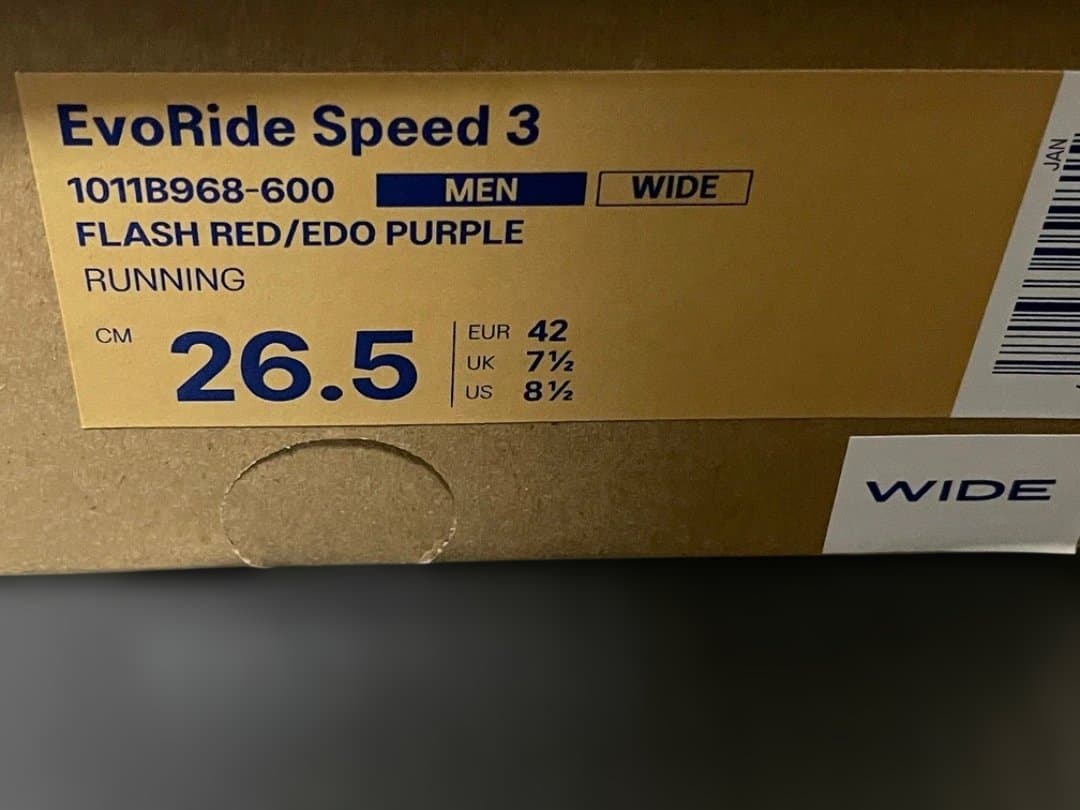 EvoRide Speed 3
1011B968-600 MEN WIDE
FLASH RED/EDO PURPLE
RUNNING
CM 26.5
EUR 42
UK 7½
US 8½
JAN
WIDE